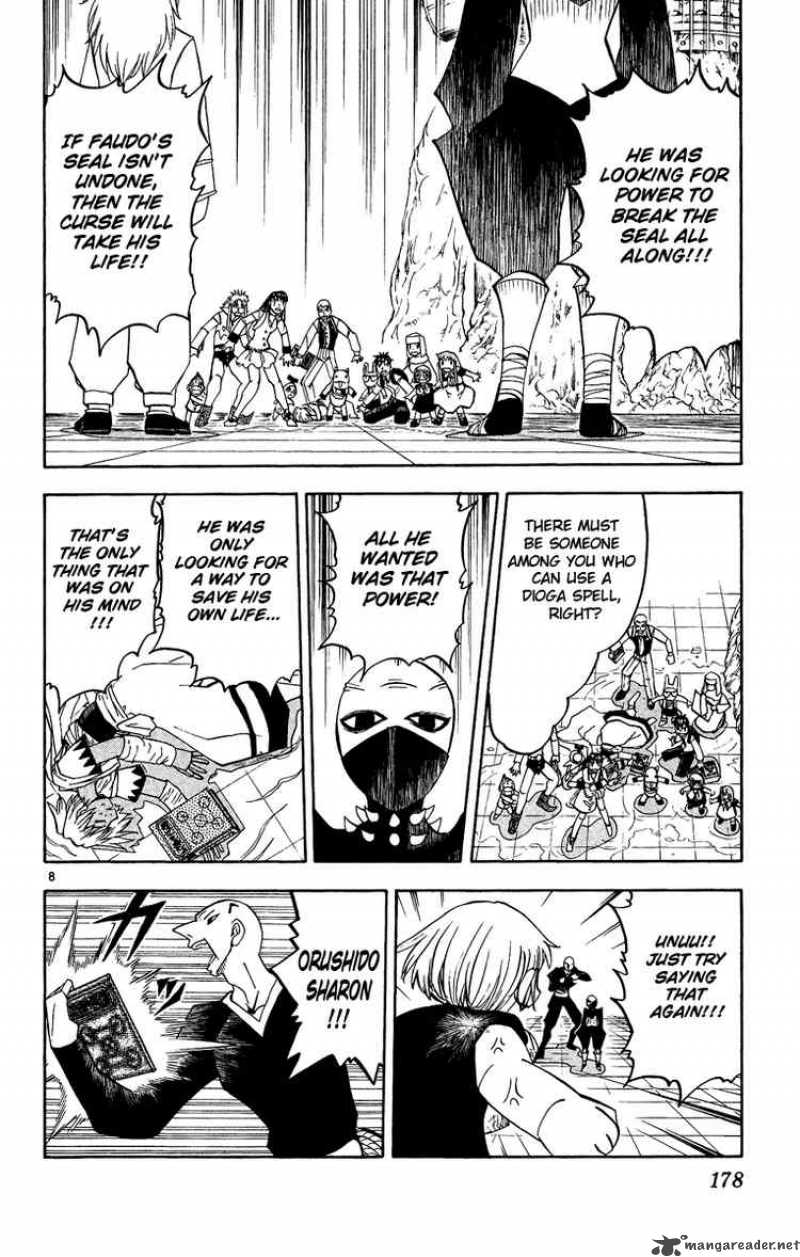 HE WAS
LOOKING FOR
POWER TO
BREAK THE
SEAL ALL
ALONG!!!
IF FAUDO'S
SEAL ISN'T
UNDONE,
THEN THE
CURSE WILL
TAKE HIS
LIFE!!
THERE MUST
BE SOMEONE
AMONG YOU WHO
CAN USE A
DIOGA SPELL,
RIGHT?
ALL HE
WANTED
WAS THAT
POWER!
HE WAS
ONLY
LOOKING FOR
A WAY TO
SAVE HIS
OWN LIFE...
THAT'S
THE ONLY
THING THAT
WAS ON
HIS MIND
!!!
8
UNUU!!
JUST TRY
SAYING
THAT
AGAIN!!!
ORUSHIDO
SHARON
!!!
カッ
178
mangareader.net